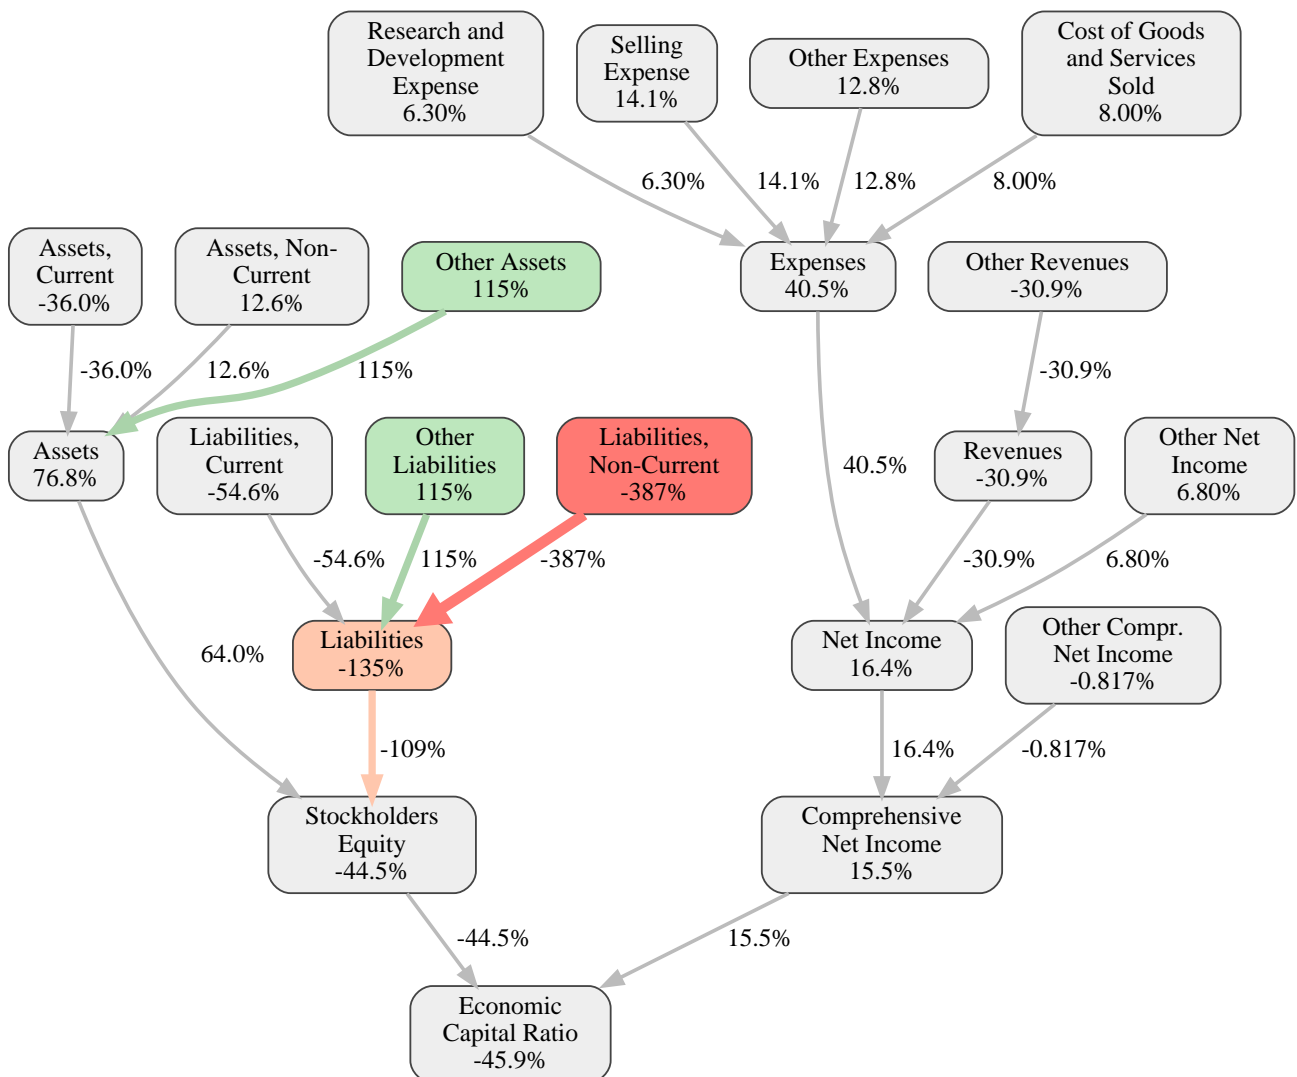 Research and
Development
Expense
6.30%
Selling
Expense
14.1%
Other Expenses
12.8%
Cost of Goods
and Services
Sold
8.00%
6.30%
14.1%
12.8%
8.00%
Assets,
Current
-36.0%
Assets, Non-
Current
12.6%
Other Assets
115%
Expenses
40.5%
Other Revenues
-30.9%
-36.0%
12.6%
115%
-30.9%
Assets
76.8%
Liabilities,
Current
-54.6%
Other
Liabilities
115%
Liabilities,
Non-Current
-387%
40.5%
Revenues
-30.9%
Other Net
Income
6.80%
-54.6%
115%
-387%
-30.9%
6.80%
64.0%
Liabilities
-135%
Net Income
16.4%
Other Compr.
Net Income
-0.817%
-109%
16.4%
-0.817%
Stockholders
Equity
-44.5%
Comprehensive
Net Income
15.5%
-44.5%
15.5%
Economic
Capital Ratio
-45.9%